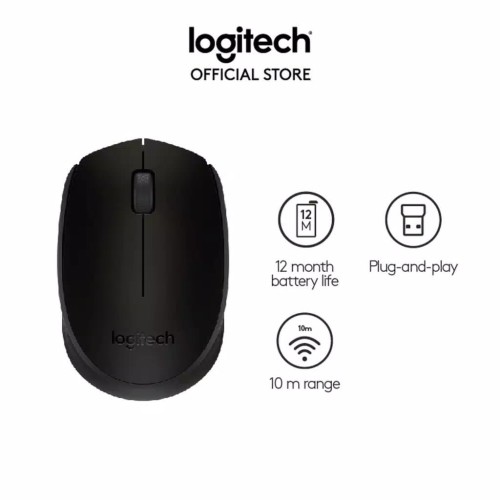 logitech
OFFICIAL STORE
logitech
12
M
12 month
battery life
Plug-and-play
10m
10 m range